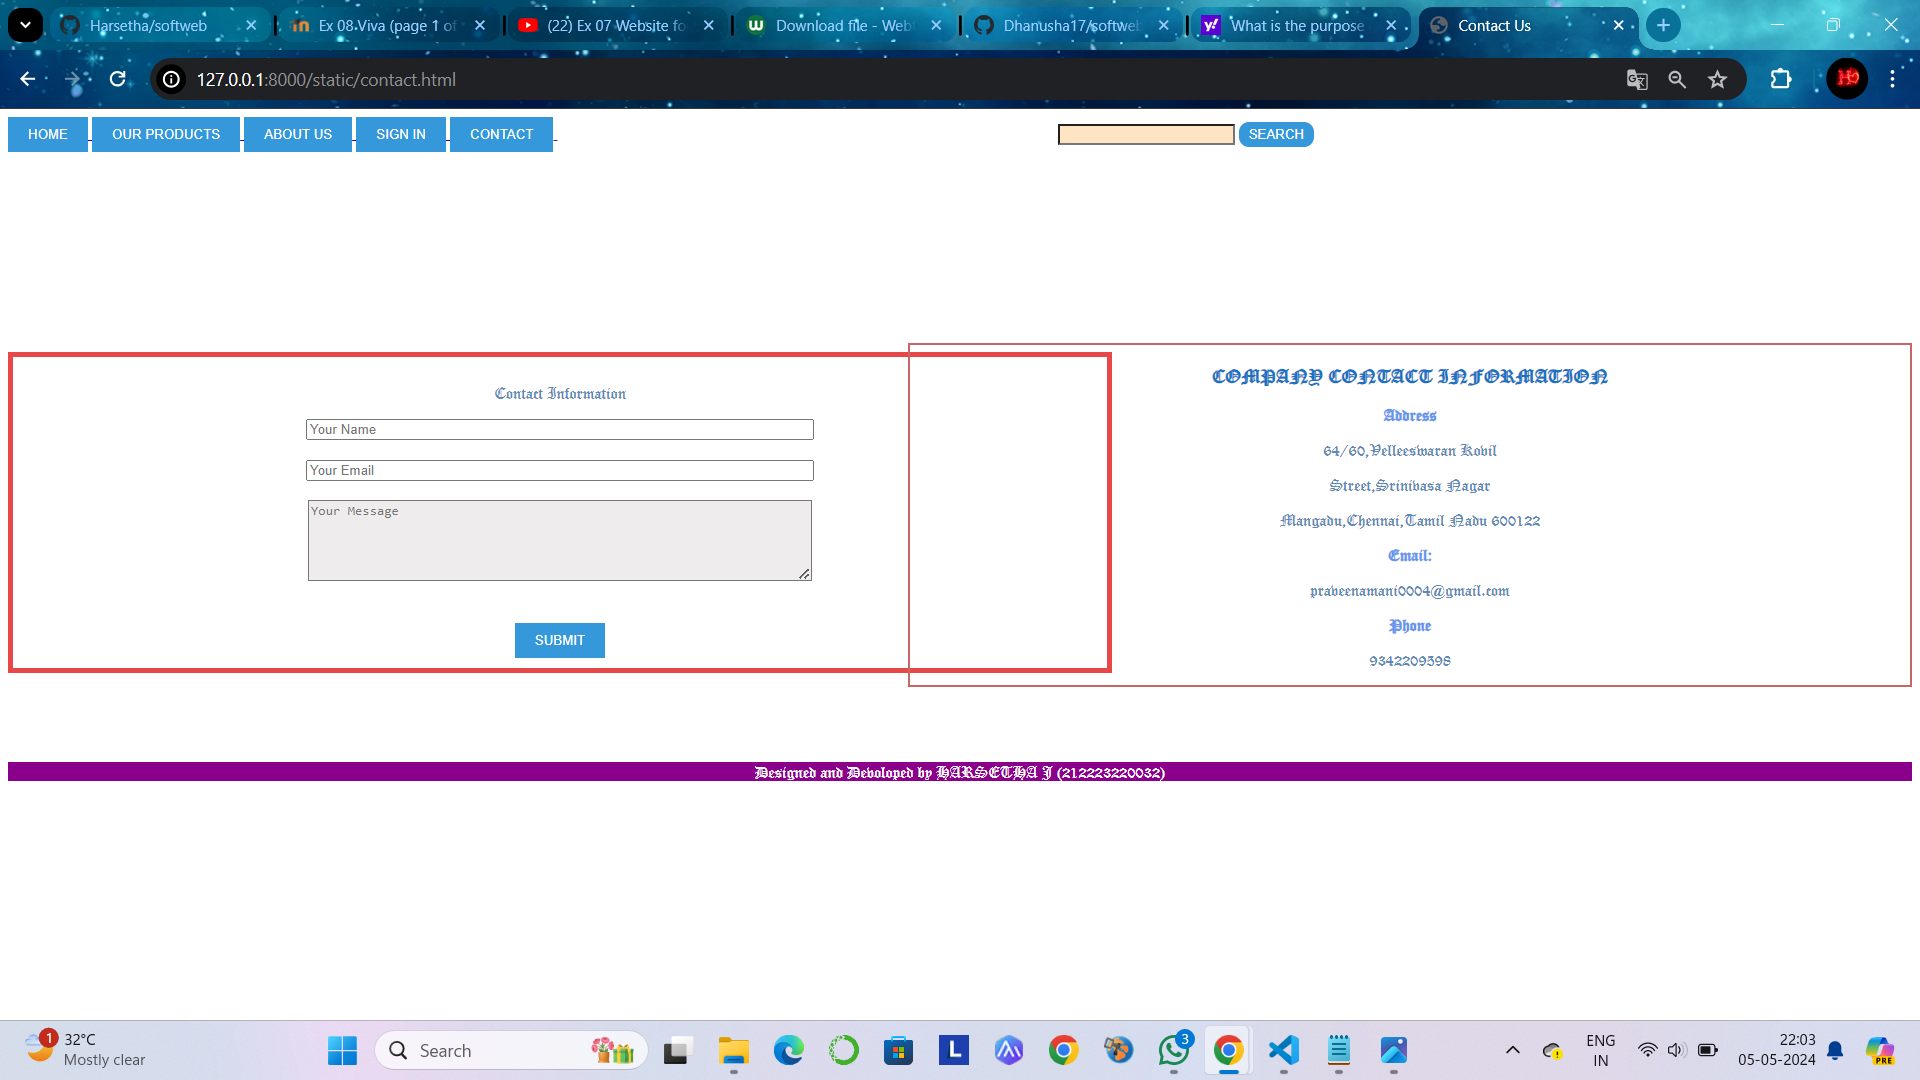 Harsetha/softweb
Ex 08 Viva (page 1 of
(22) Ex 07 Website fo
Download file - Web
Dhanusha17/softweb
What is the purpose
Contact Us
127.0.0.1:8000/static/contact.html
HOME
OUR PRODUCTS
ABOUT US
SIGN IN
CONTACT
SEARCH
Contact Information
Your Name
Your Email
Your Message
SUBMIT
COMPANY CONTACT INFORMATION
Address
64/60,Velleeswaran Kovil
Street,Srinivasa Nagar
Mangadu,Chennai,Tamil Nadu 600122
Email:
praveenamani0004@gmail.com
Phone
9342209598
Designed and Devoloped by HARSETHA J (212223220032)
1
32°C
Mostly clear
Search
L
3
ENG
IN
22:03
05-05-2024
PRE